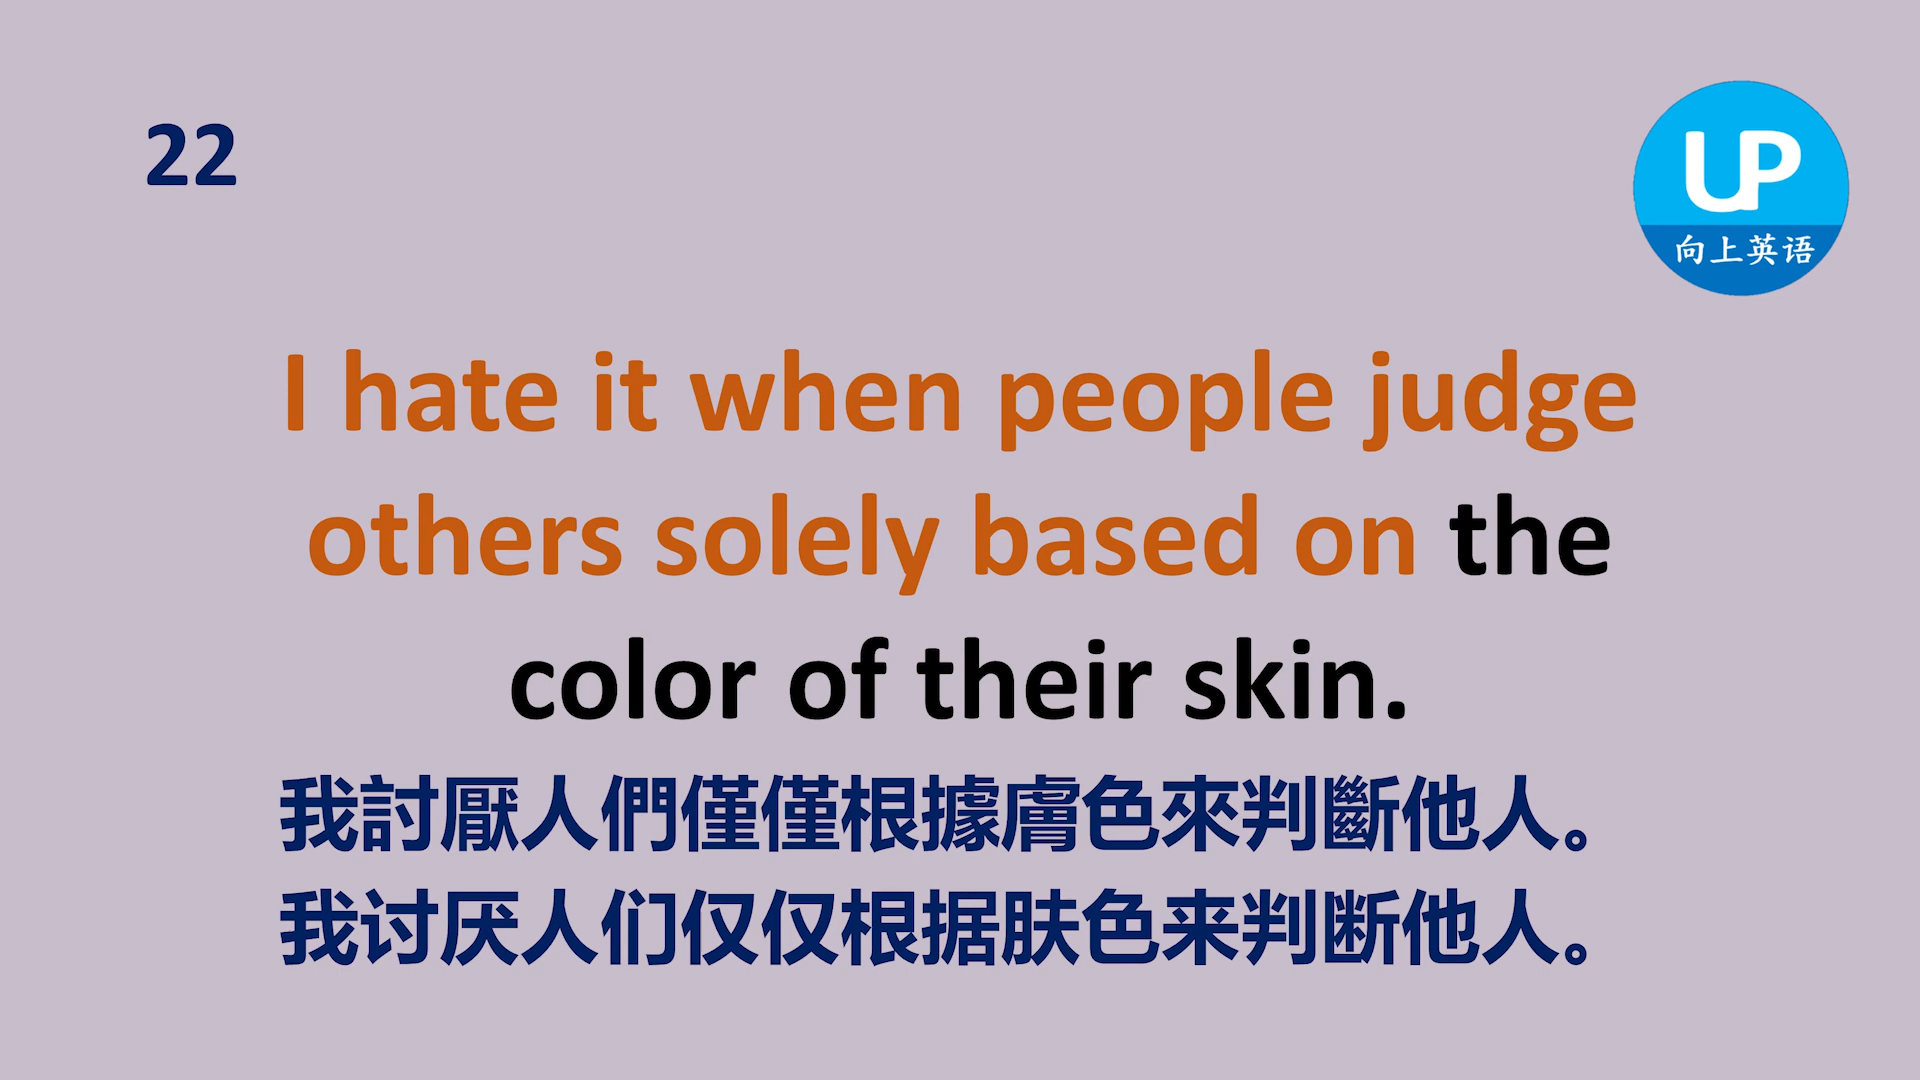 22
UP
向上英语
I hate it when people judge
others solely based on the
color of their skin.
我討厭人們僅僅根據膚色來判斷他人。
我讨厌人们仅仅根据肤色来判断他人。